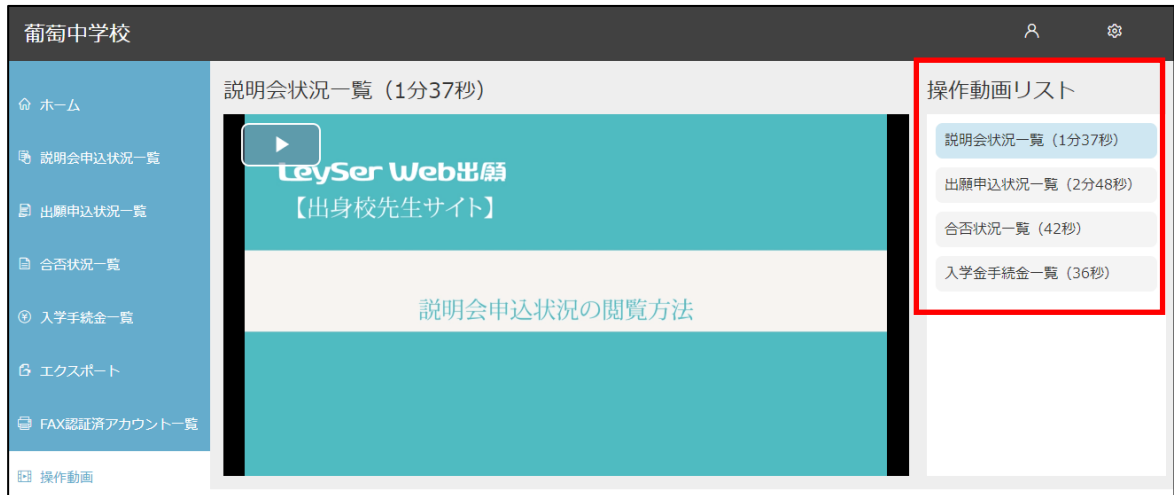 葡萄中学校
ホーム
説明会申込状況一覧
出願申込状況一覧
合否状況一覧
入学手続金一覧
エクスポート
FAX認証済アカウント一覧
操作動画
説明会状況一覧（1分37秒）
LeySer Web出願
【出身校先生サイト】
説明会申込状況の閲覧方法
操作動画リスト
説明会状況一覧（1分37秒）
出願申込状況一覧（2分48秒）
合否状況一覧（42秒）
入学金手続金一覧（36秒）